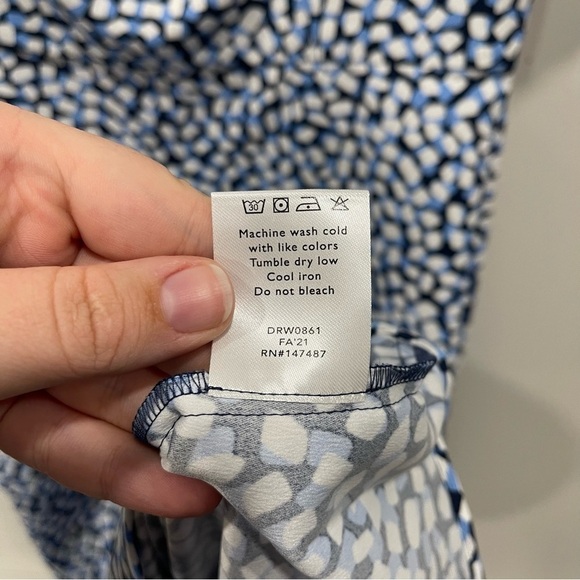 30
Machine wash cold
with like colors
Tumble dry low
Cool iron
Do not bleach
DRW0861
FA'21
RN#147487